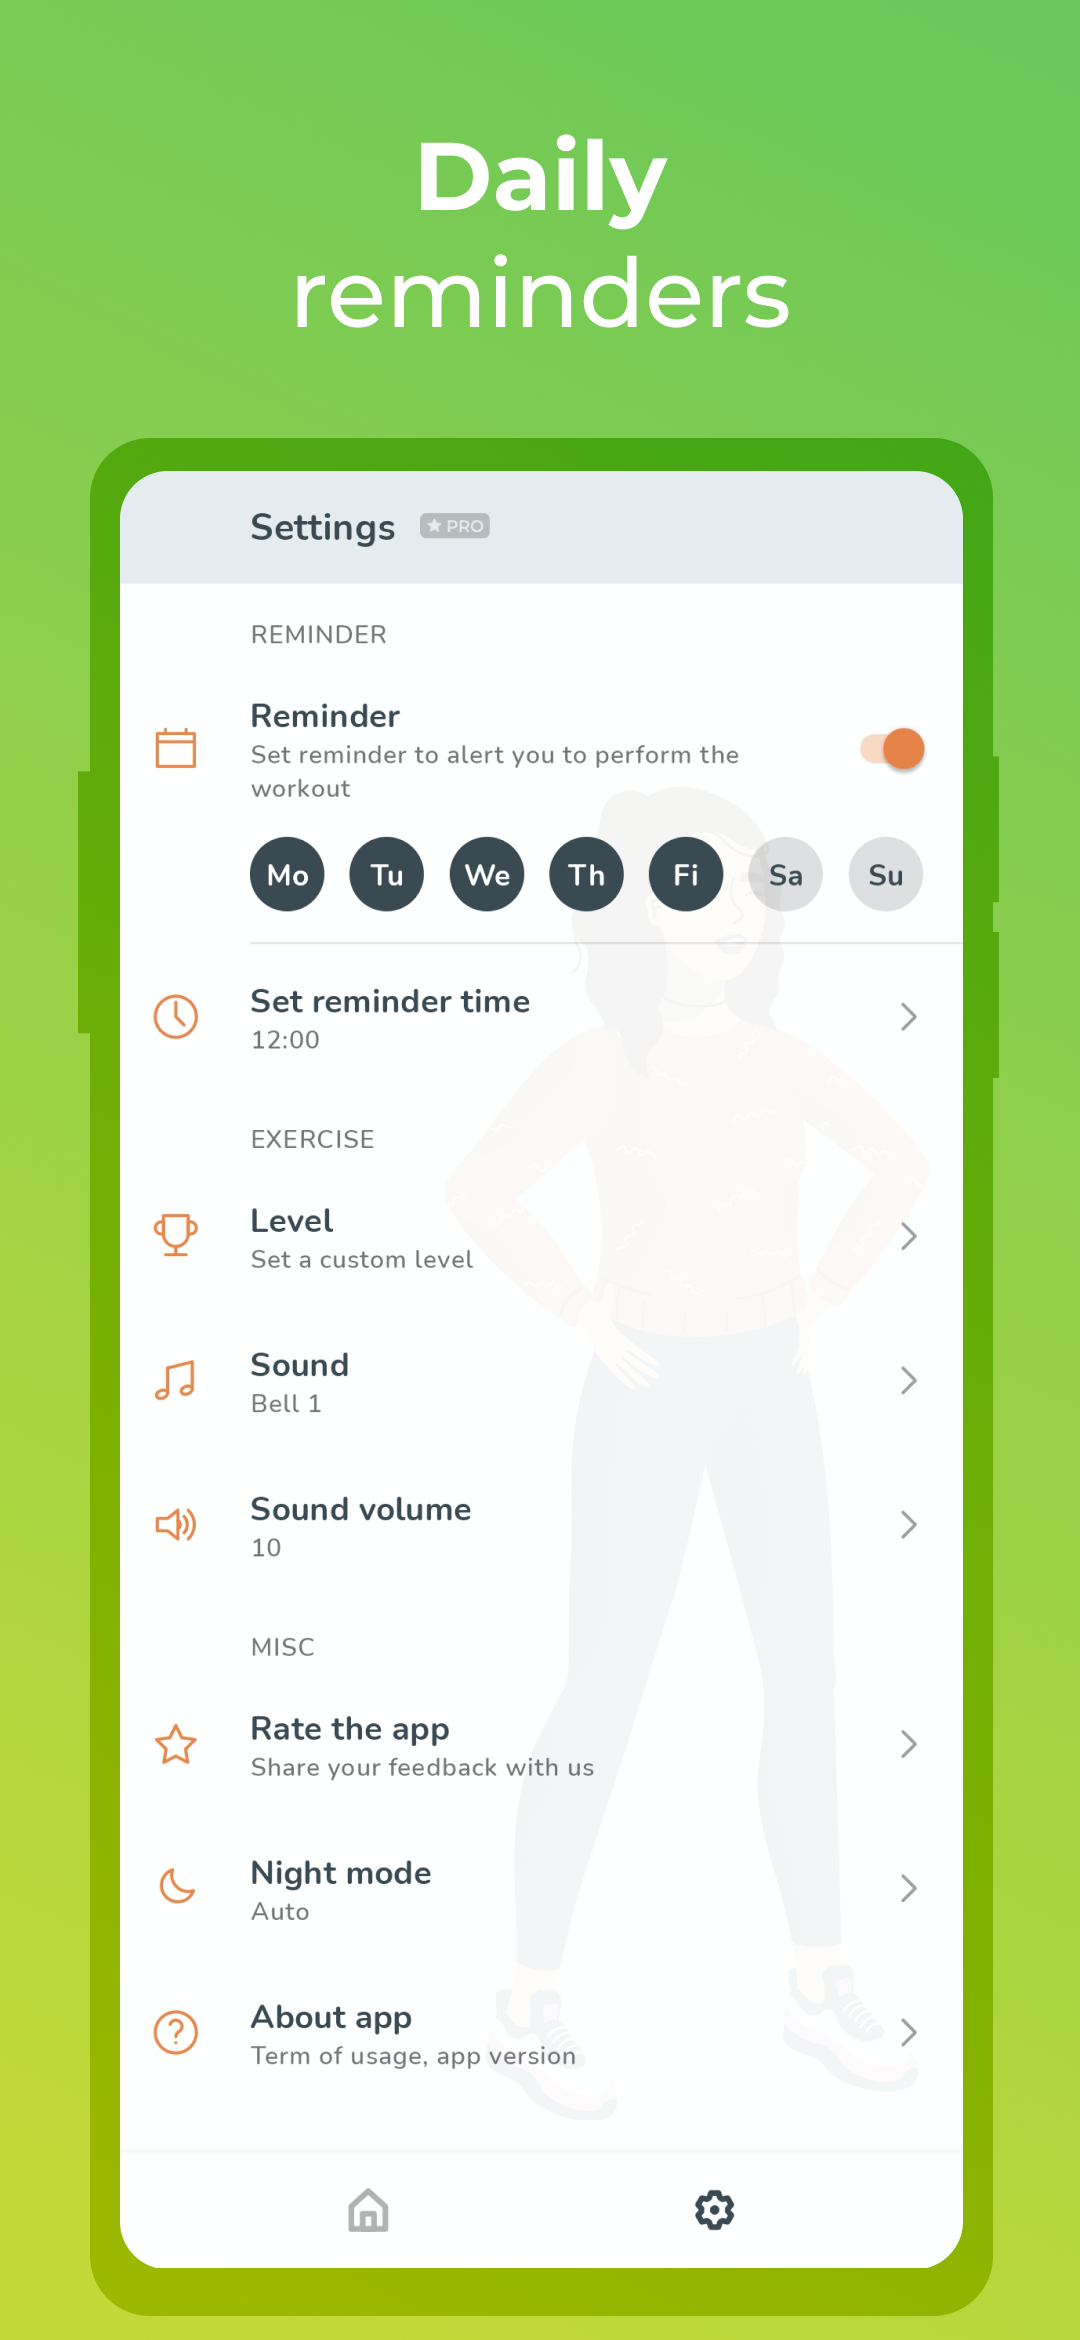 Daily
reminders
Settings PRO
REMINDER
Reminder
Set reminder to alert you to perform the
workout
Mo Tu We Th Fi Sa Su
Set reminder time
12:00
EXERCISE
Level
Set a custom level
Sound
Bell 1
Sound volume
10
MISC
Rate the app
Share your feedback with us
Night mode
Auto
About app
Term of usage, app version